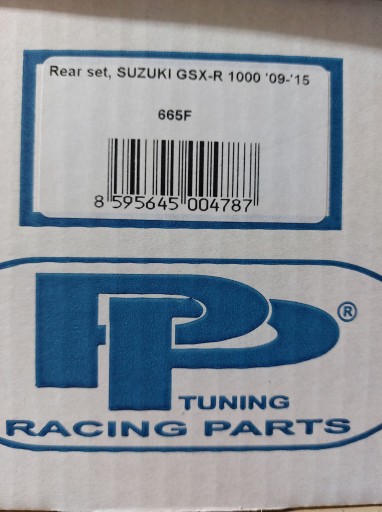 Rear set, SUZUKI GSX-R 1000 '09-'15
665F
8 595645 004787
PP ®
TUNING
RACING PARTS